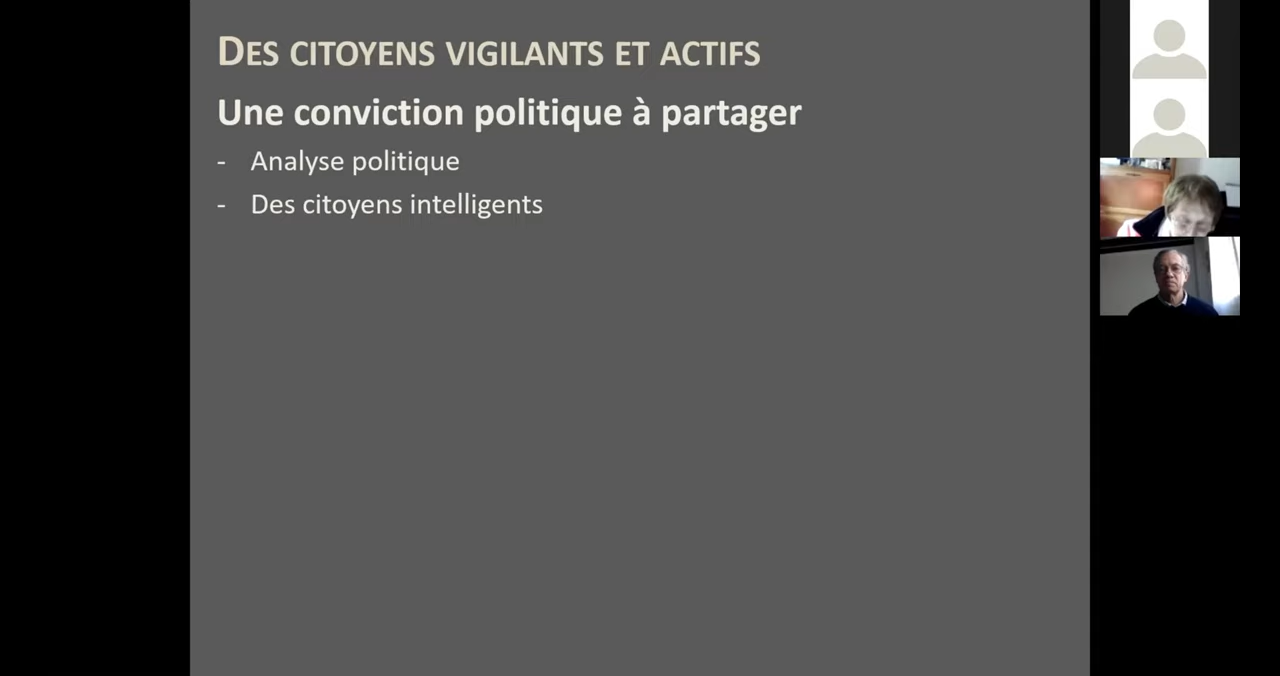 DES CITOYENS VIGILANTS ET ACTIFS
Une conviction politique à partager
- Analyse politique
- Des citoyens intelligents